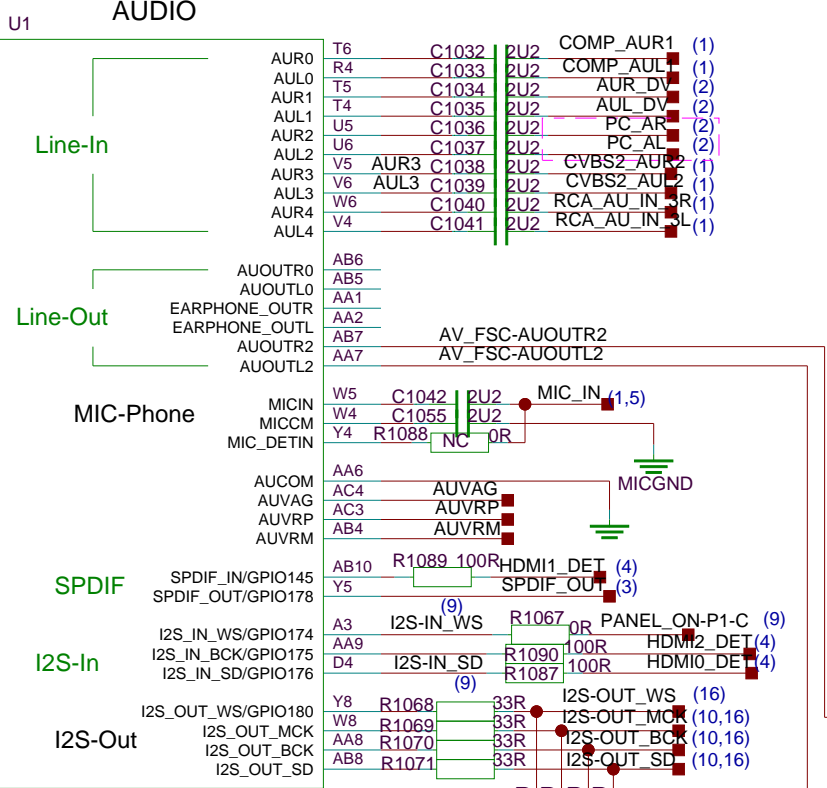 AUDIO
U1
AUR0 T6 C1032 2U2 COMP_AUR1 (1)
AUL0 R4 C1033 2U2 COMP_AUL1 (1)
AUR1 T5 C1034 2U2 AUR_DV (2)
AUL1 T4 C1035 2U2 AUL_DV (2)
AUR2 U5 C1036 2U2 PC_AR (2)
Line-In
AUL2 U6 C1037 2U2 PC_AL (2)
AUR3 V5 AUR3 C1038 2U2 CVBS2_AUR2 (1)
AUL3 V6 AUL3 C1039 2U2 CVBS2_AUL2 (1)
AUR4 W6 C1040 2U2 RCA_AU_IN_3R (1)
AUL4 V4 C1041 2U2 RCA_AU_IN_3L (1)
AUOUTR0 AB6
AUOUTL0 AB5
EARPHONE_OUTR AA1
Line-Out
EARPHONE_OUTL AA2
AUOUTR2 AB7 AV_FSC-AUOUTR2
AUOUTL2 AA7 AV_FSC-AUOUTL2
MICIN W5 C1042 2U2 MIC_IN (1,5)
MIC-Phone
MICCM W4 C1055 2U2
MIC_DETIN Y4 R1088 NC 0R
MICGND
AUCOM AA6
AUVAG AC4 AUVAG
AUVRP AC3 AUVRP
AUVRM AB4 AUVRM
SPDIF
SPDIF_IN/GPIO145 AB10 R1089 100R HDMI1_DET (4)
SPDIF_OUT/GPIO178 Y5 SPDIF_OUT (3)
(9)
I2S_IN_WS/GPIO174 A3 I2S-IN_WS R1067 0R PANEL_ON-P1-C (9)
I2S-In
I2S_IN_BCK/GPIO175 AA9 R1090 100R HDMI2_DET (4)
I2S_IN_SD/GPIO176 D4 I2S-IN_SD R1087 100R HDMI0_DET (4)
(9)
I2S_OUT_WS/GPIO180 Y8 R1068 33R I2S-OUT_WS (16)
I2S_OUT_MCK W8 R1069 33R I2S-OUT_MCK (10,16)
I2S-Out
I2S_OUT_BCK AA8 R1070 33R I2S-OUT_BCK (10,16)
I2S_OUT_SD AB8 R1071 33R I2S-OUT_SD (10,16)